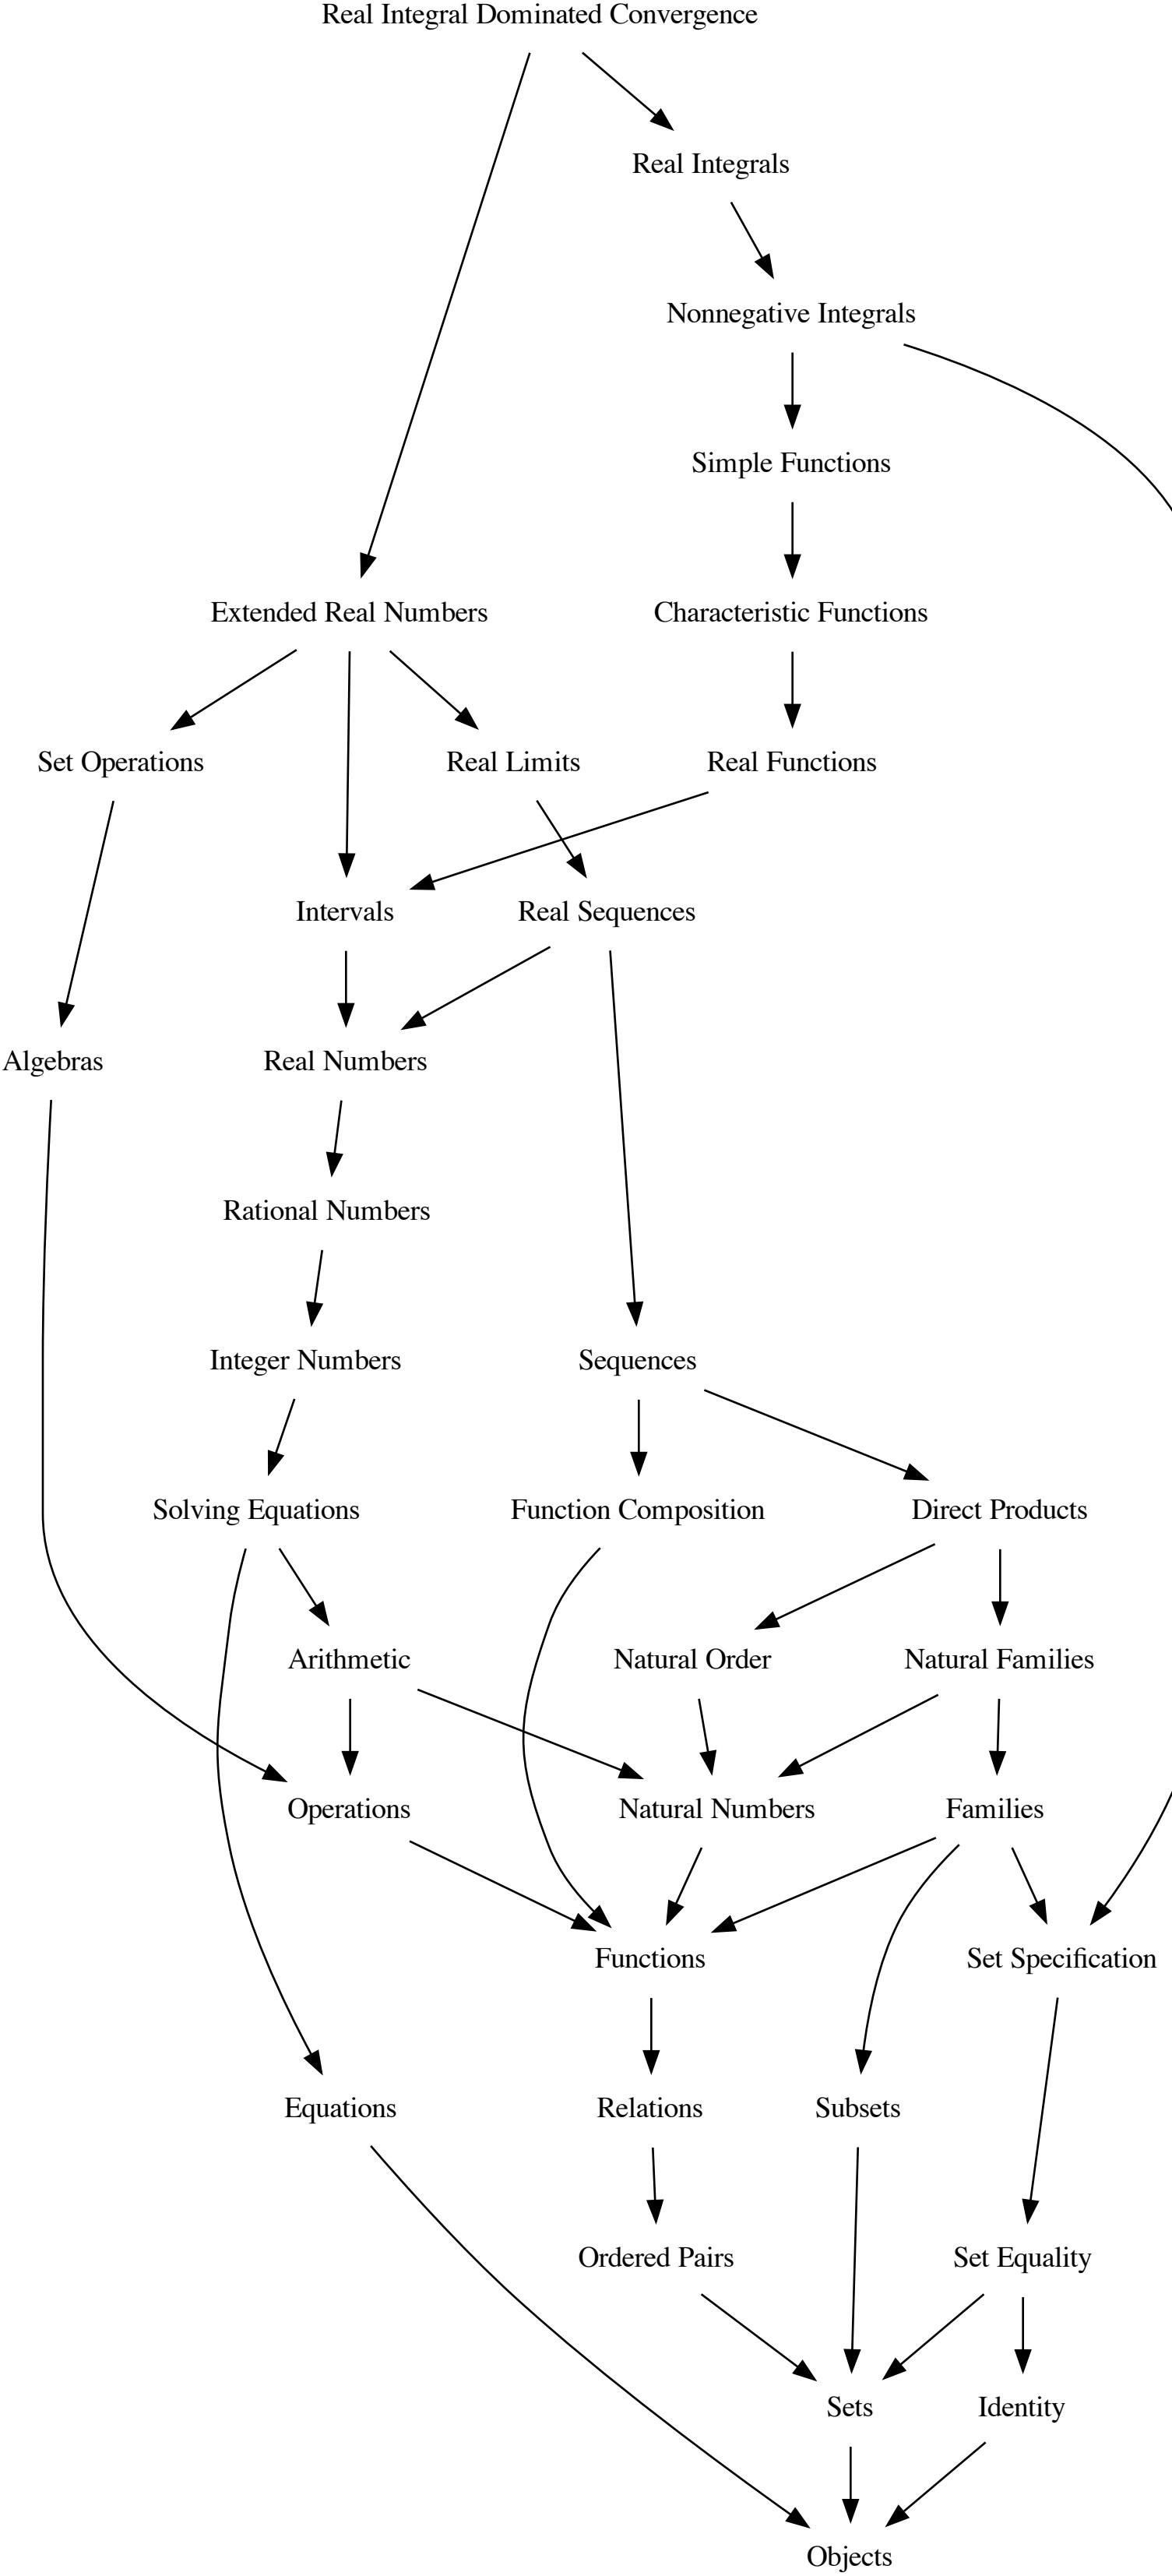 Real Integral Dominated Convergence
Real Integrals
Nonnegative Integrals
Simple Functions
Extended Real Numbers
Characteristic Functions
Set Operations
Real Limits
Real Functions
Intervals
Real Sequences
Algebras
Real Numbers
Rational Numbers
Integer Numbers
Sequences
Solving Equations
Function Composition
Direct Products
Arithmetic
Natural Order
Natural Families
Operations
Natural Numbers
Families
Functions
Set Specification
Equations
Relations
Subsets
Ordered Pairs
Set Equality
Sets
Identity
Objects